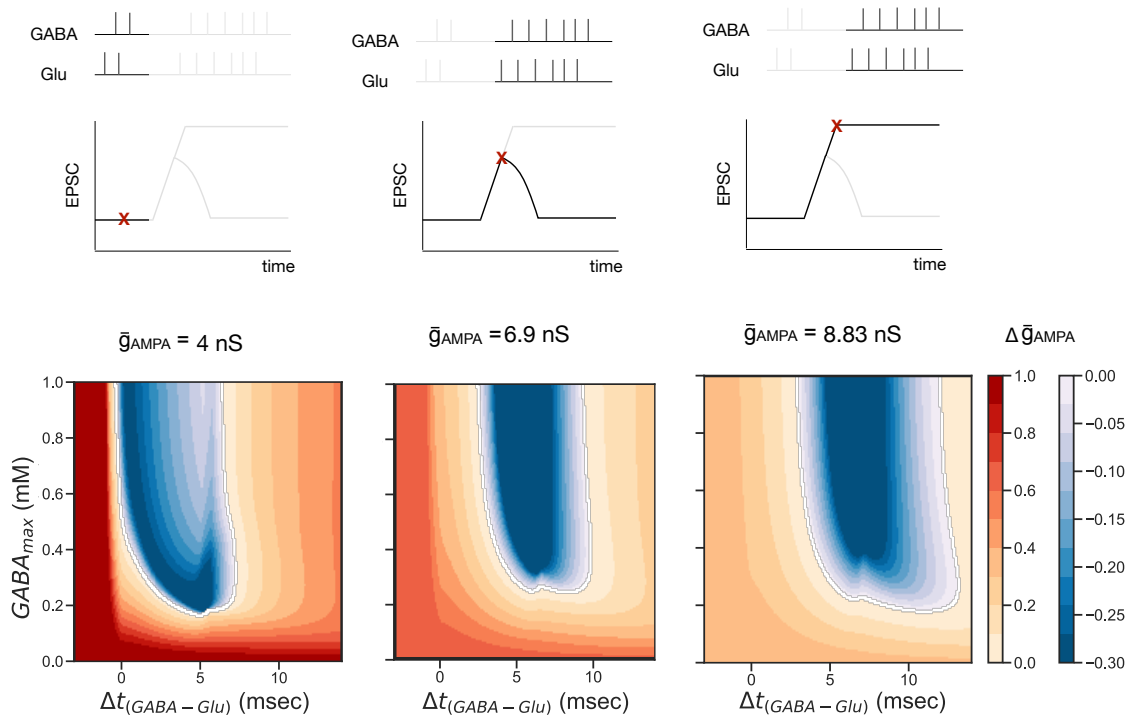 GABA
Glu
EPSC
X
time
GABA
Glu
EPSC
X
time
GABA
Glu
EPSC
X
time
ḡAMPA = 4 nS
ḡAMPA =6.9 nS
ḡAMPA = 8.83 nS
Δ ḡAMPA
GABAmax (mM)
1.0
0.8
0.6
0.4
0.2
0.0
0 5 10
Δt(GABA − Glu) (msec)
0 5 10
Δt(GABA − Glu) (msec)
0 5 10
Δt(GABA − Glu) (msec)
1.0
0.8
0.6
0.4
0.2
0.0
0.00
−0.05
−0.10
−0.15
−0.20
−0.25
−0.30